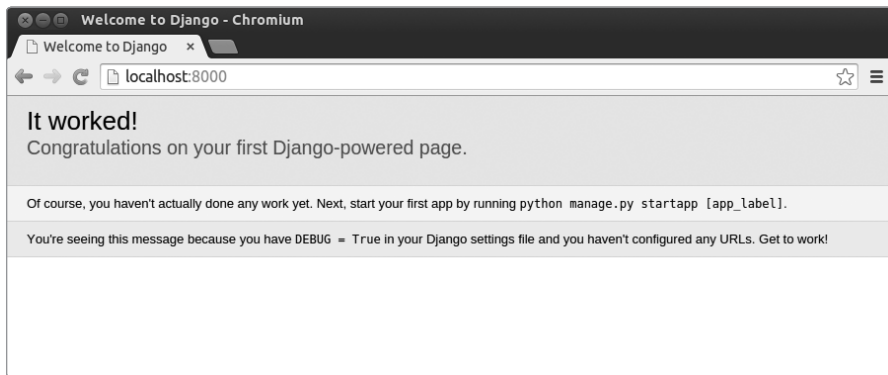 Welcome to Django - Chromium
Welcome to Django
localhost:8000
It worked!
Congratulations on your first Django-powered page.
Of course, you haven't actually done any work yet. Next, start your first app by running python manage.py startapp [app_label].
You're seeing this message because you have DEBUG = True in your Django settings file and you haven't configured any URLs. Get to work!